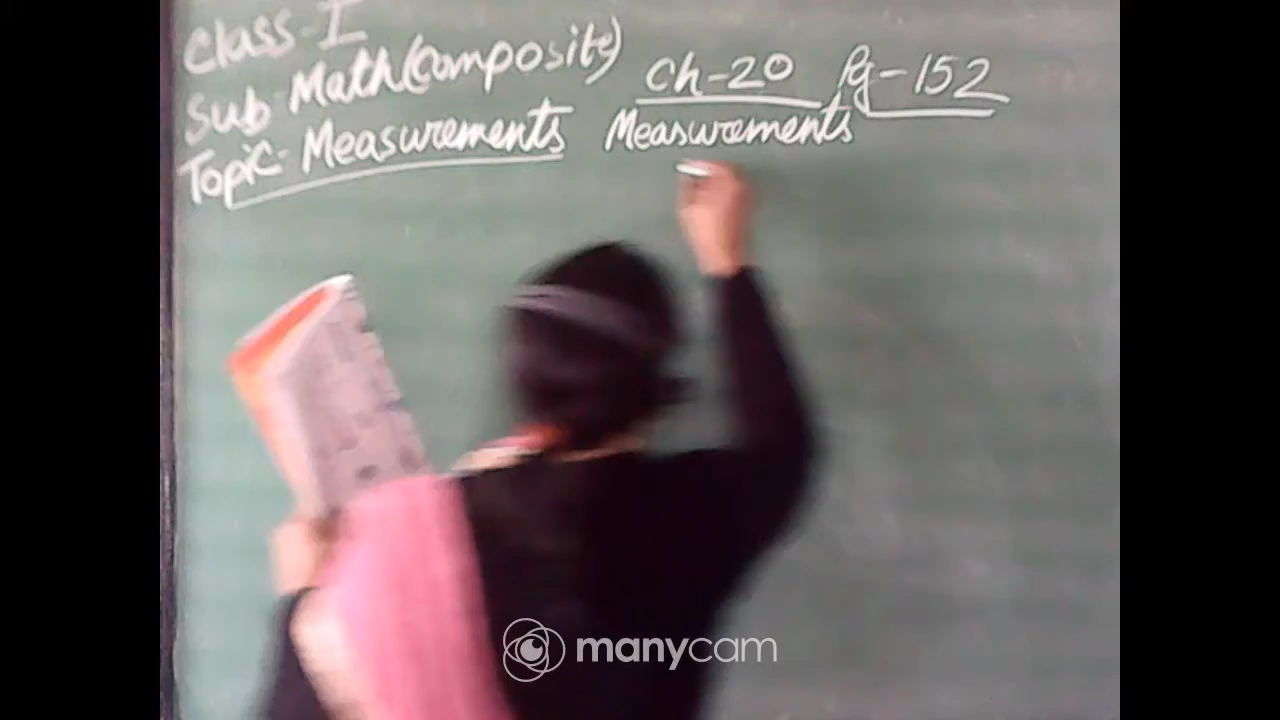 Class-I
Sub-Math(Composite)
Topic-Measurements
Ch-20 Pg-152
Measurements
manycam